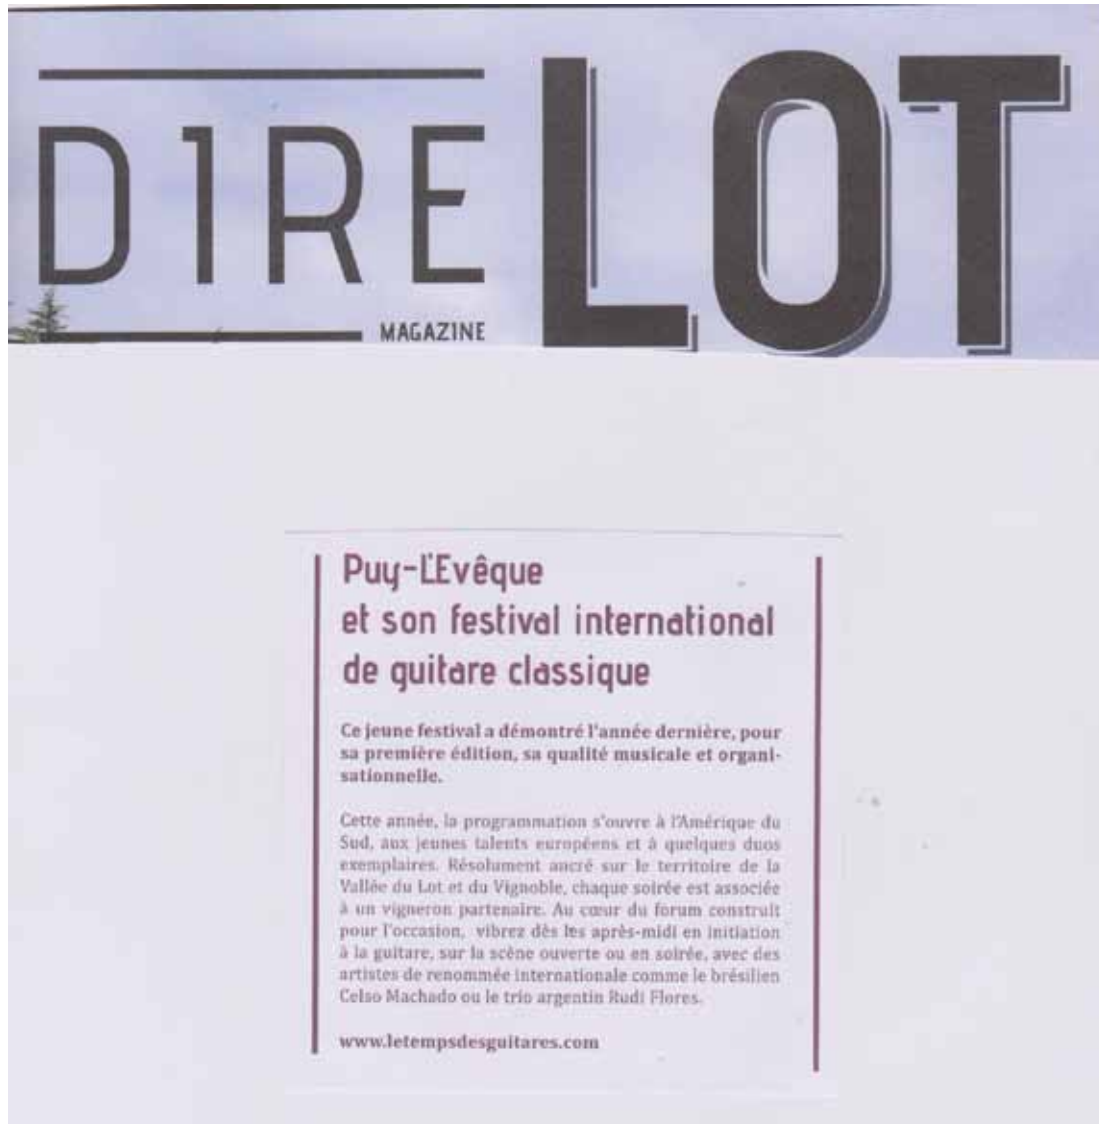 DIRE LOT
MAGAZINE
Puy-L'Evêque
et son festival international
de guitare classique
Ce jeune festival a démontré l'année dernière, pour
sa première édition, sa qualité musicale et organi-
sationnelle.
Cette année, la programmation s'ouvre à l'Amérique du
Sud, aux jeunes talents européens et à quelques duos
exemplaires. Résolument ancré sur le territoire de la
Vallée du Lot et du Vignoble, chaque soirée est associée
à un vigneron partenaire. Au cœur du forum construit
pour l'occasion, vibrez dès les après-midi en initiation
à la guitare, sur la scène ouverte ou en soirée, avec des
artistes de renommée internationale comme le brésilien
Celso Machado ou le trio argentin Rudi Flores.
www.letempsdesguitares.com